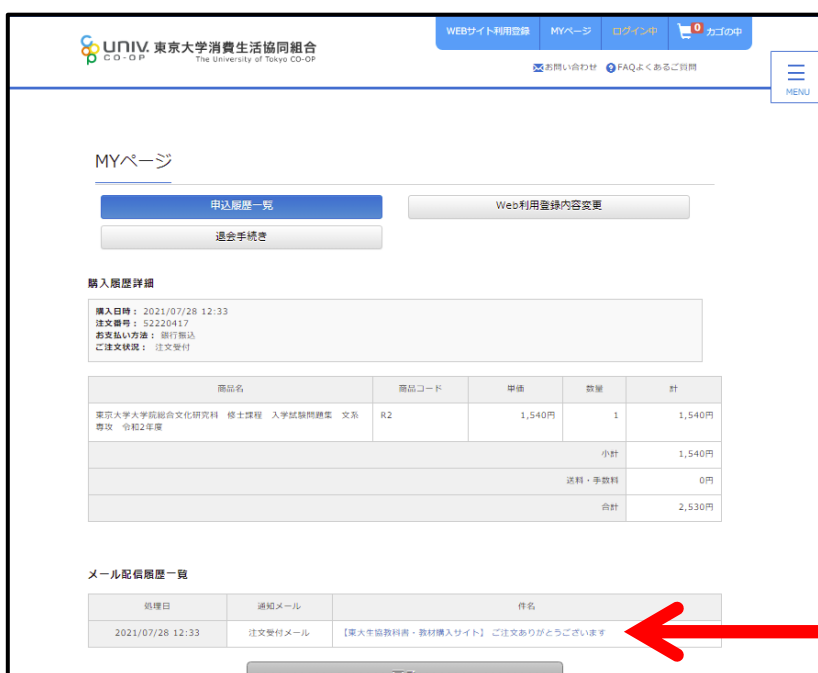 WEBサイト利用登録 MYページ ログイン中 0 カゴの中
UNIV. 東京大学消費生活協同組合
CO-OP The University of Tokyo CO-OP
お問い合わせ FAQよくあるご質問
MENU
MYページ
申込履歴一覧 Web利用登録内容変更
退会手続き
購入履歴詳細
購入日時： 2021/07/28 12:33
注文番号： 52220417
お支払い方法： 銀行振込
ご注文状況： 注文受付
商品名 商品コード 単価 数量 計
東京大学大学院総合文化研究科 修士課程 入学試験問題集 文系 R2 1,540円 1 1,540円
専攻 令和2年度
小計 1,540円
送料・手数料 0円
合計 2,530円
メール配信履歴一覧
処理日 通知メール 件名
2021/07/28 12:33 注文受付メール 【東大生協教科書・教材購入サイト】 ご注文ありがとうございます